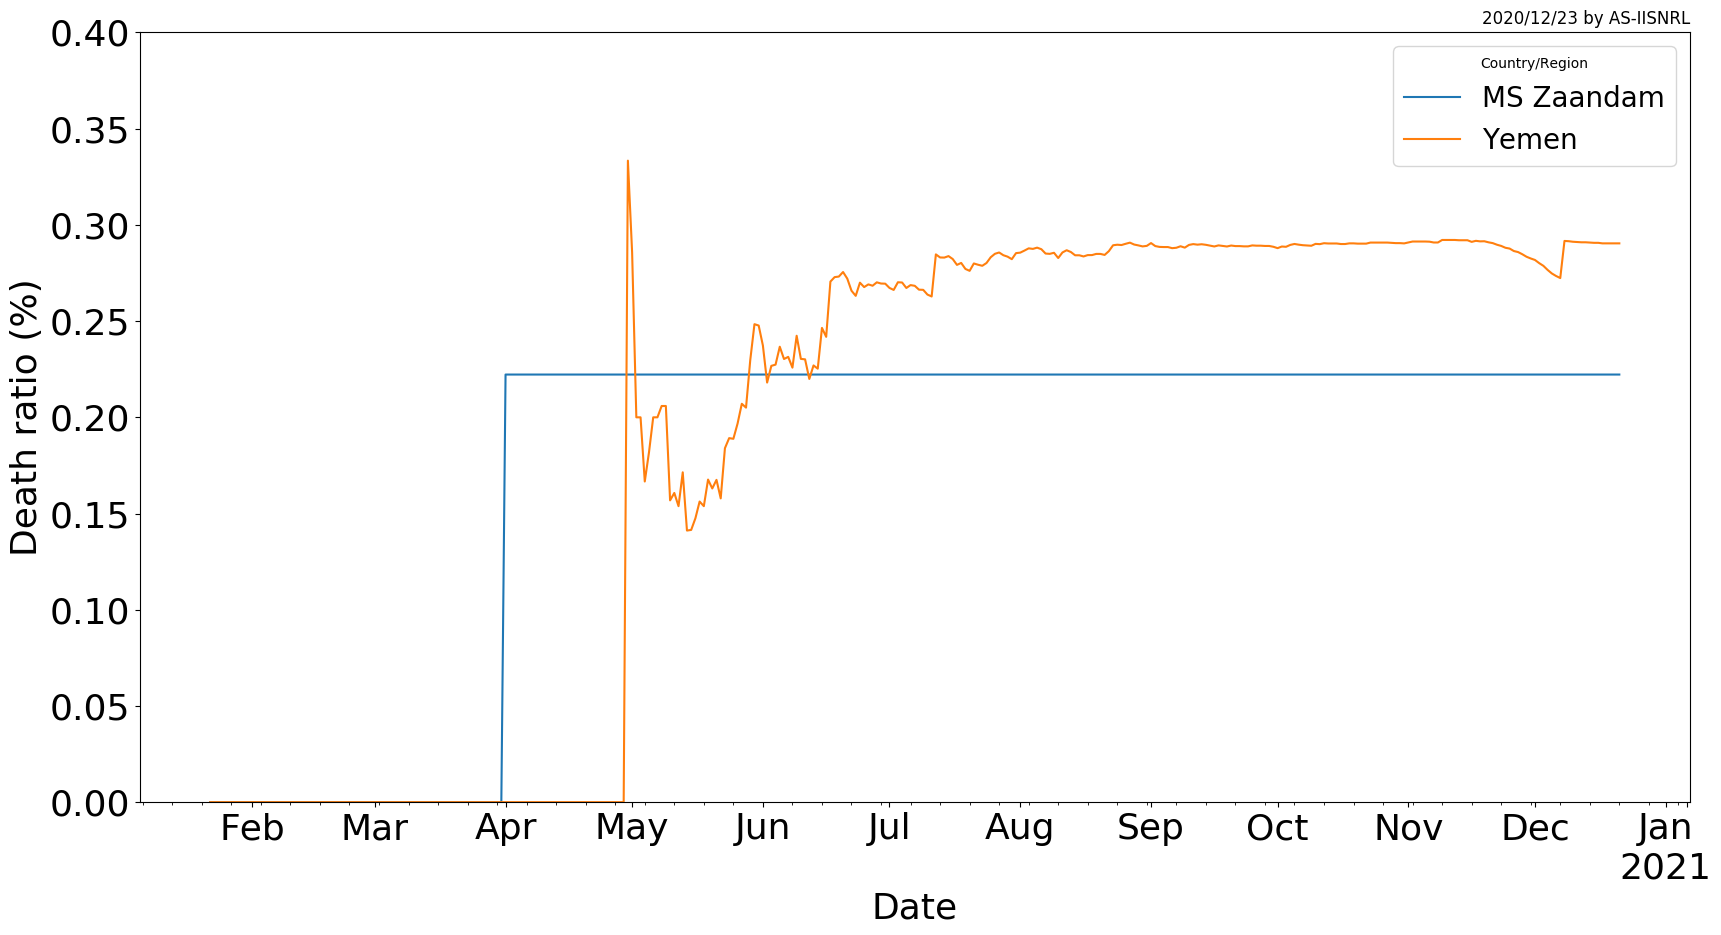 2020/12/23 by AS-IISNRL
Country/Region
MS Zaandam
Yemen
Death ratio (%)
0.40
0.35
0.30
0.25
0.20
0.15
0.10
0.05
0.00
Feb Mar Apr May Jun Jul Aug Sep Oct Nov Dec Jan
2021
Date